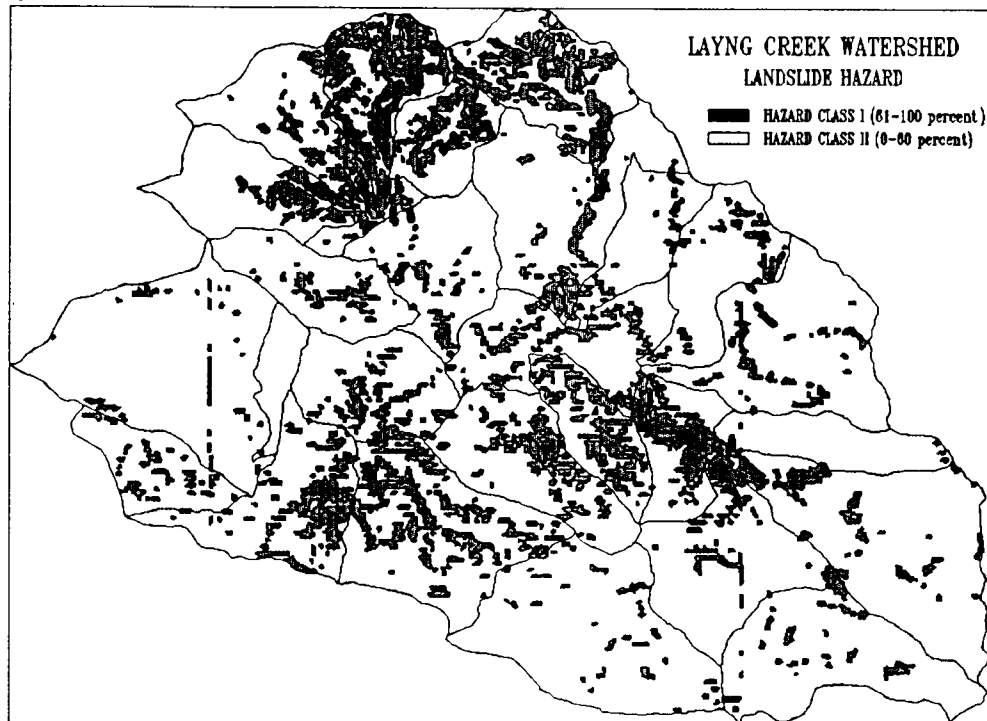 LAYNG CREEK WATERSHED
LANDSLIDE HAZARD
HAZARD CLASS I (61-100 percent)
HAZARD CLASS II (0-60 percent)